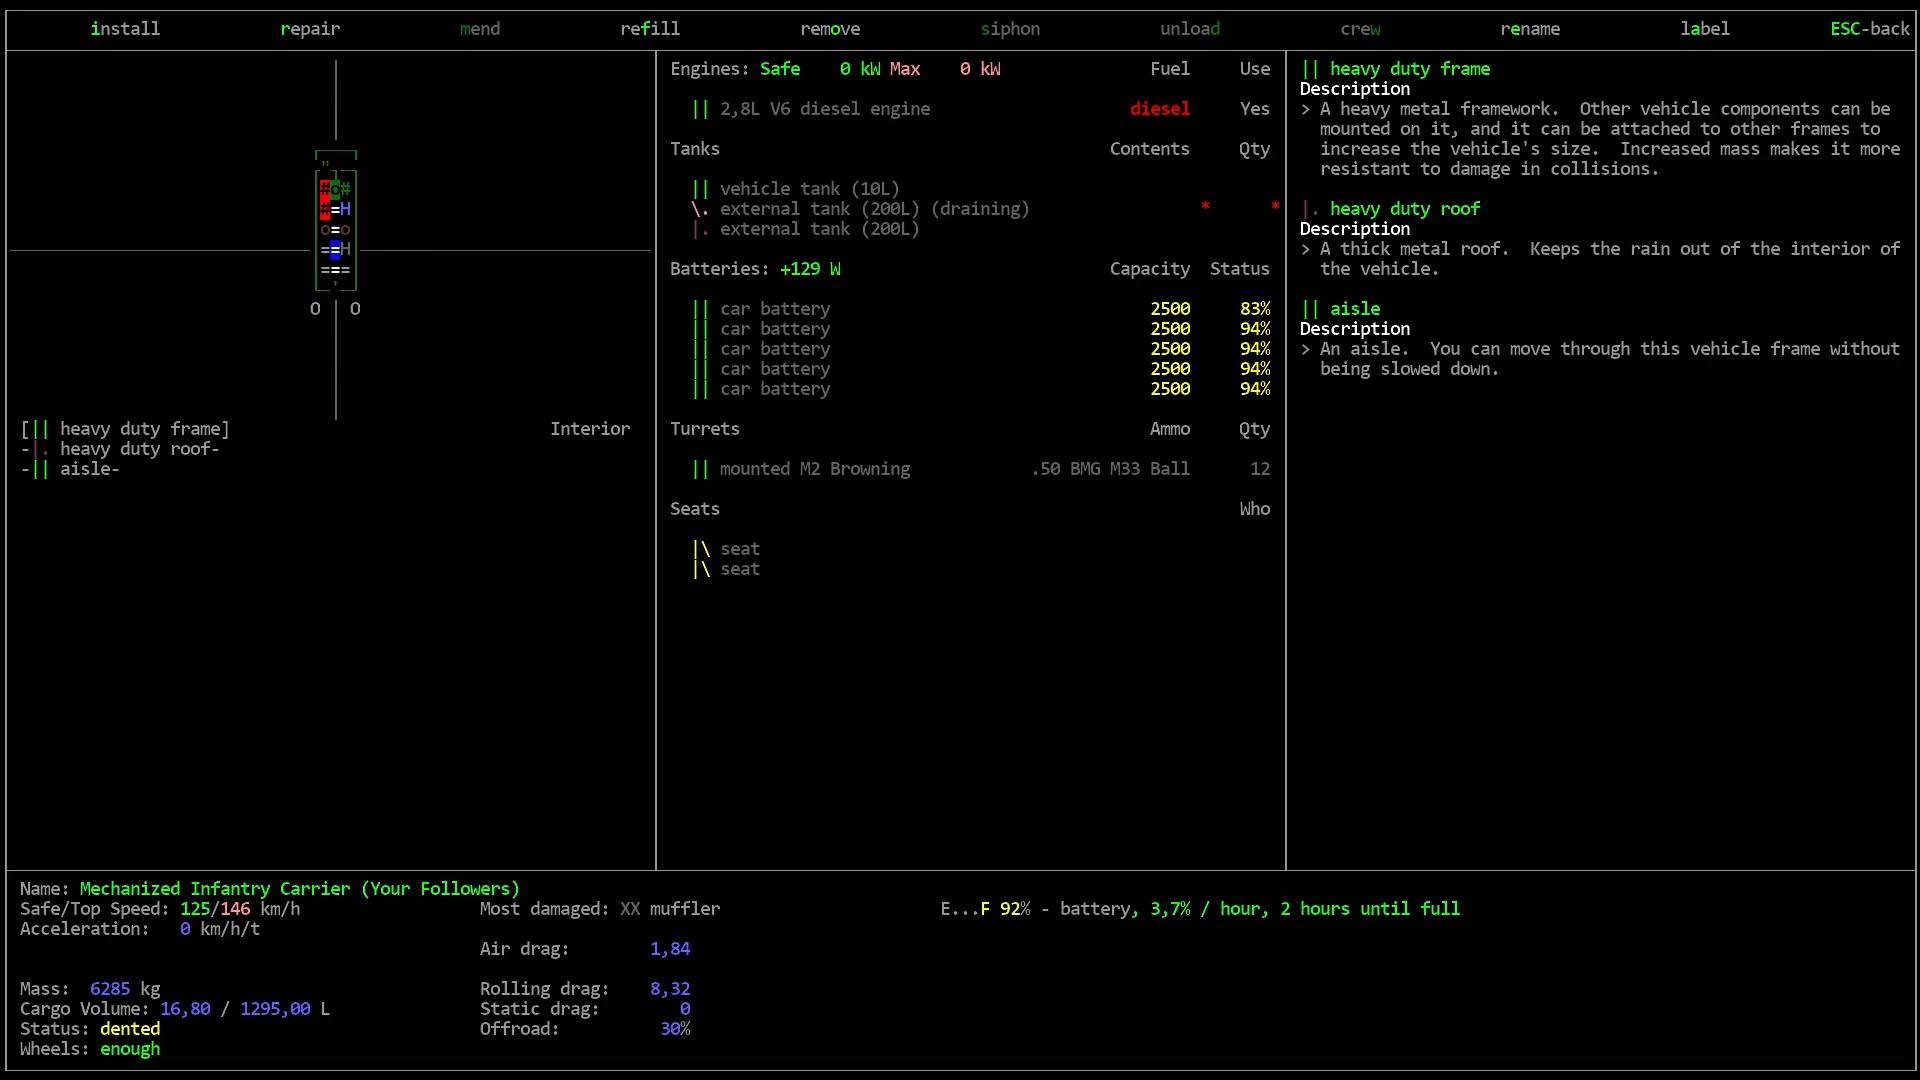 install repair mend refill remove siphon unload crew rename label ESC-back
Engines: Safe 0 kW Max 0 kW Fuel Use
|| 2,8L V6 diesel engine diesel Yes
Tanks Contents Qty
|| vehicle tank (10L)
\. external tank (200L) (draining) * *
|. external tank (200L)
Batteries: +129 W Capacity Status
|| car battery 2500 83%
|| car battery 2500 94%
|| car battery 2500 94%
|| car battery 2500 94%
|| car battery 2500 94%
Turrets Ammo Qty
|| mounted M2 Browning .50 BMG M33 Ball 12
Seats Who
|\ seat
|\ seat
|| heavy duty frame
Description
> A heavy metal framework. Other vehicle components can be
mounted on it, and it can be attached to other frames to
increase the vehicle's size. Increased mass makes it more
resistant to damage in collisions.
|. heavy duty roof
Description
> A thick metal roof. Keeps the rain out of the interior of
the vehicle.
|| aisle
Description
> An aisle. You can move through this vehicle frame without
being slowed down.
"
#o#
#=H
o=o
==H
===
'
O O
[|| heavy duty frame] Interior
-|. heavy duty roof-
-|| aisle-
Name: Mechanized Infantry Carrier (Your Followers)
Safe/Top Speed: 125/146 km/h Most damaged: XX muffler E...F 92% - battery, 3,7% / hour, 2 hours until full
Acceleration: 0 km/h/t
Air drag: 1,84
Mass: 6285 kg Rolling drag: 8,32
Cargo Volume: 16,80 / 1295,00 L Static drag: 0
Status: dented Offroad: 30%
Wheels: enough